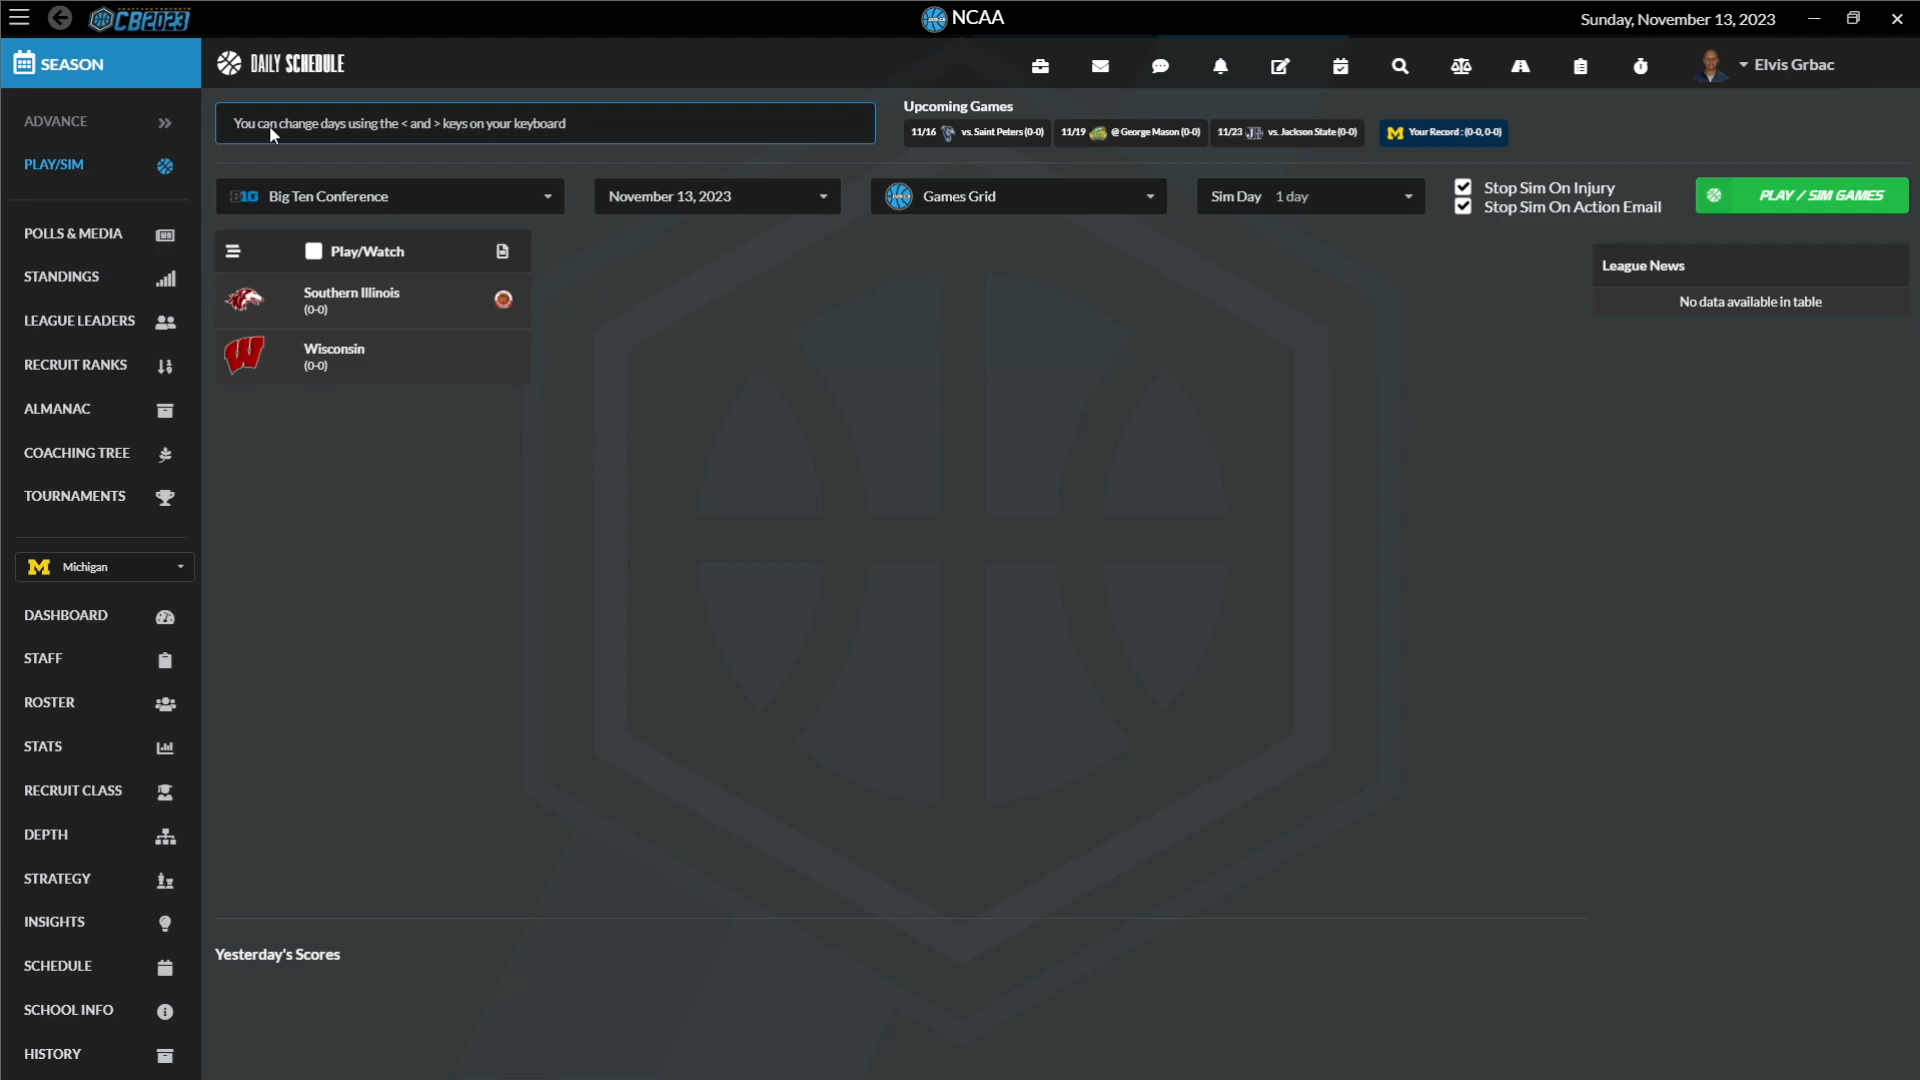 CB2023
NCAA
Sunday, November 13, 2023
SEASON
DAILY SCHEDULE
Elvis Grbac
ADVANCE
PLAY/SIM
POLLS & MEDIA
STANDINGS
LEAGUE LEADERS
RECRUIT RANKS
ALMANAC
COACHING TREE
TOURNAMENTS
Michigan
DASHBOARD
STAFF
ROSTER
STATS
RECRUIT CLASS
DEPTH
STRATEGY
INSIGHTS
SCHEDULE
SCHOOL INFO
HISTORY
You can change days using the < and > keys on your keyboard
Upcoming Games
11/16 vs. Saint Peters (0-0) 11/19 @ George Mason (0-0) 11/23 vs. Jackson State (0-0) Your Record : (0-0, 0-0)
B1G Big Ten Conference
November 13, 2023
Games Grid
Sim Day 1 day
Stop Sim On Injury
Stop Sim On Action Email
PLAY / SIM GAMES
Play/Watch
Southern Illinois
(0-0)
Wisconsin
(0-0)
League News
No data available in table
Yesterday's Scores